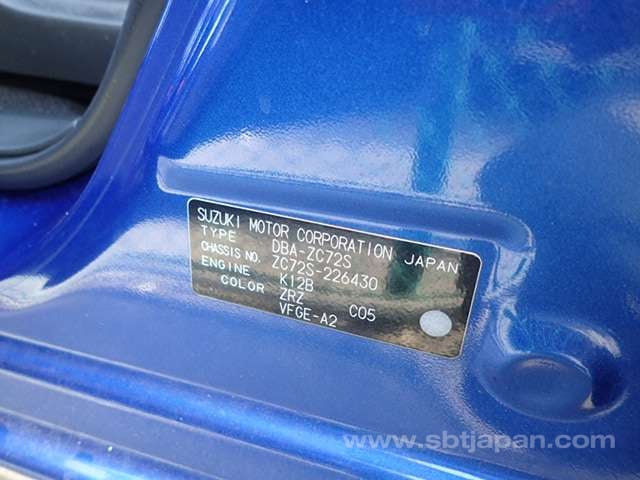 SUZUKI MOTOR CORPORATION JAPAN
TYPE DBA-ZC72S
CHASSIS NO. ZC72S-226430
ENGINE K12B
COLOR ZRZ C05
VFGE-A2
www.sbtjapan.com